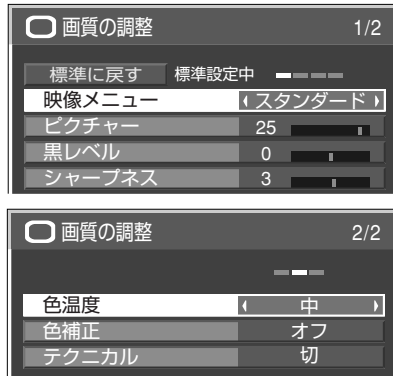 画質の調整 1/2
標準に戻す 標準設定中
映像メニュー スタンダード
ピクチャー 25
黒レベル 0
シャープネス 3
画質の調整 2/2
色温度 中
色補正 オフ
テクニカル 切